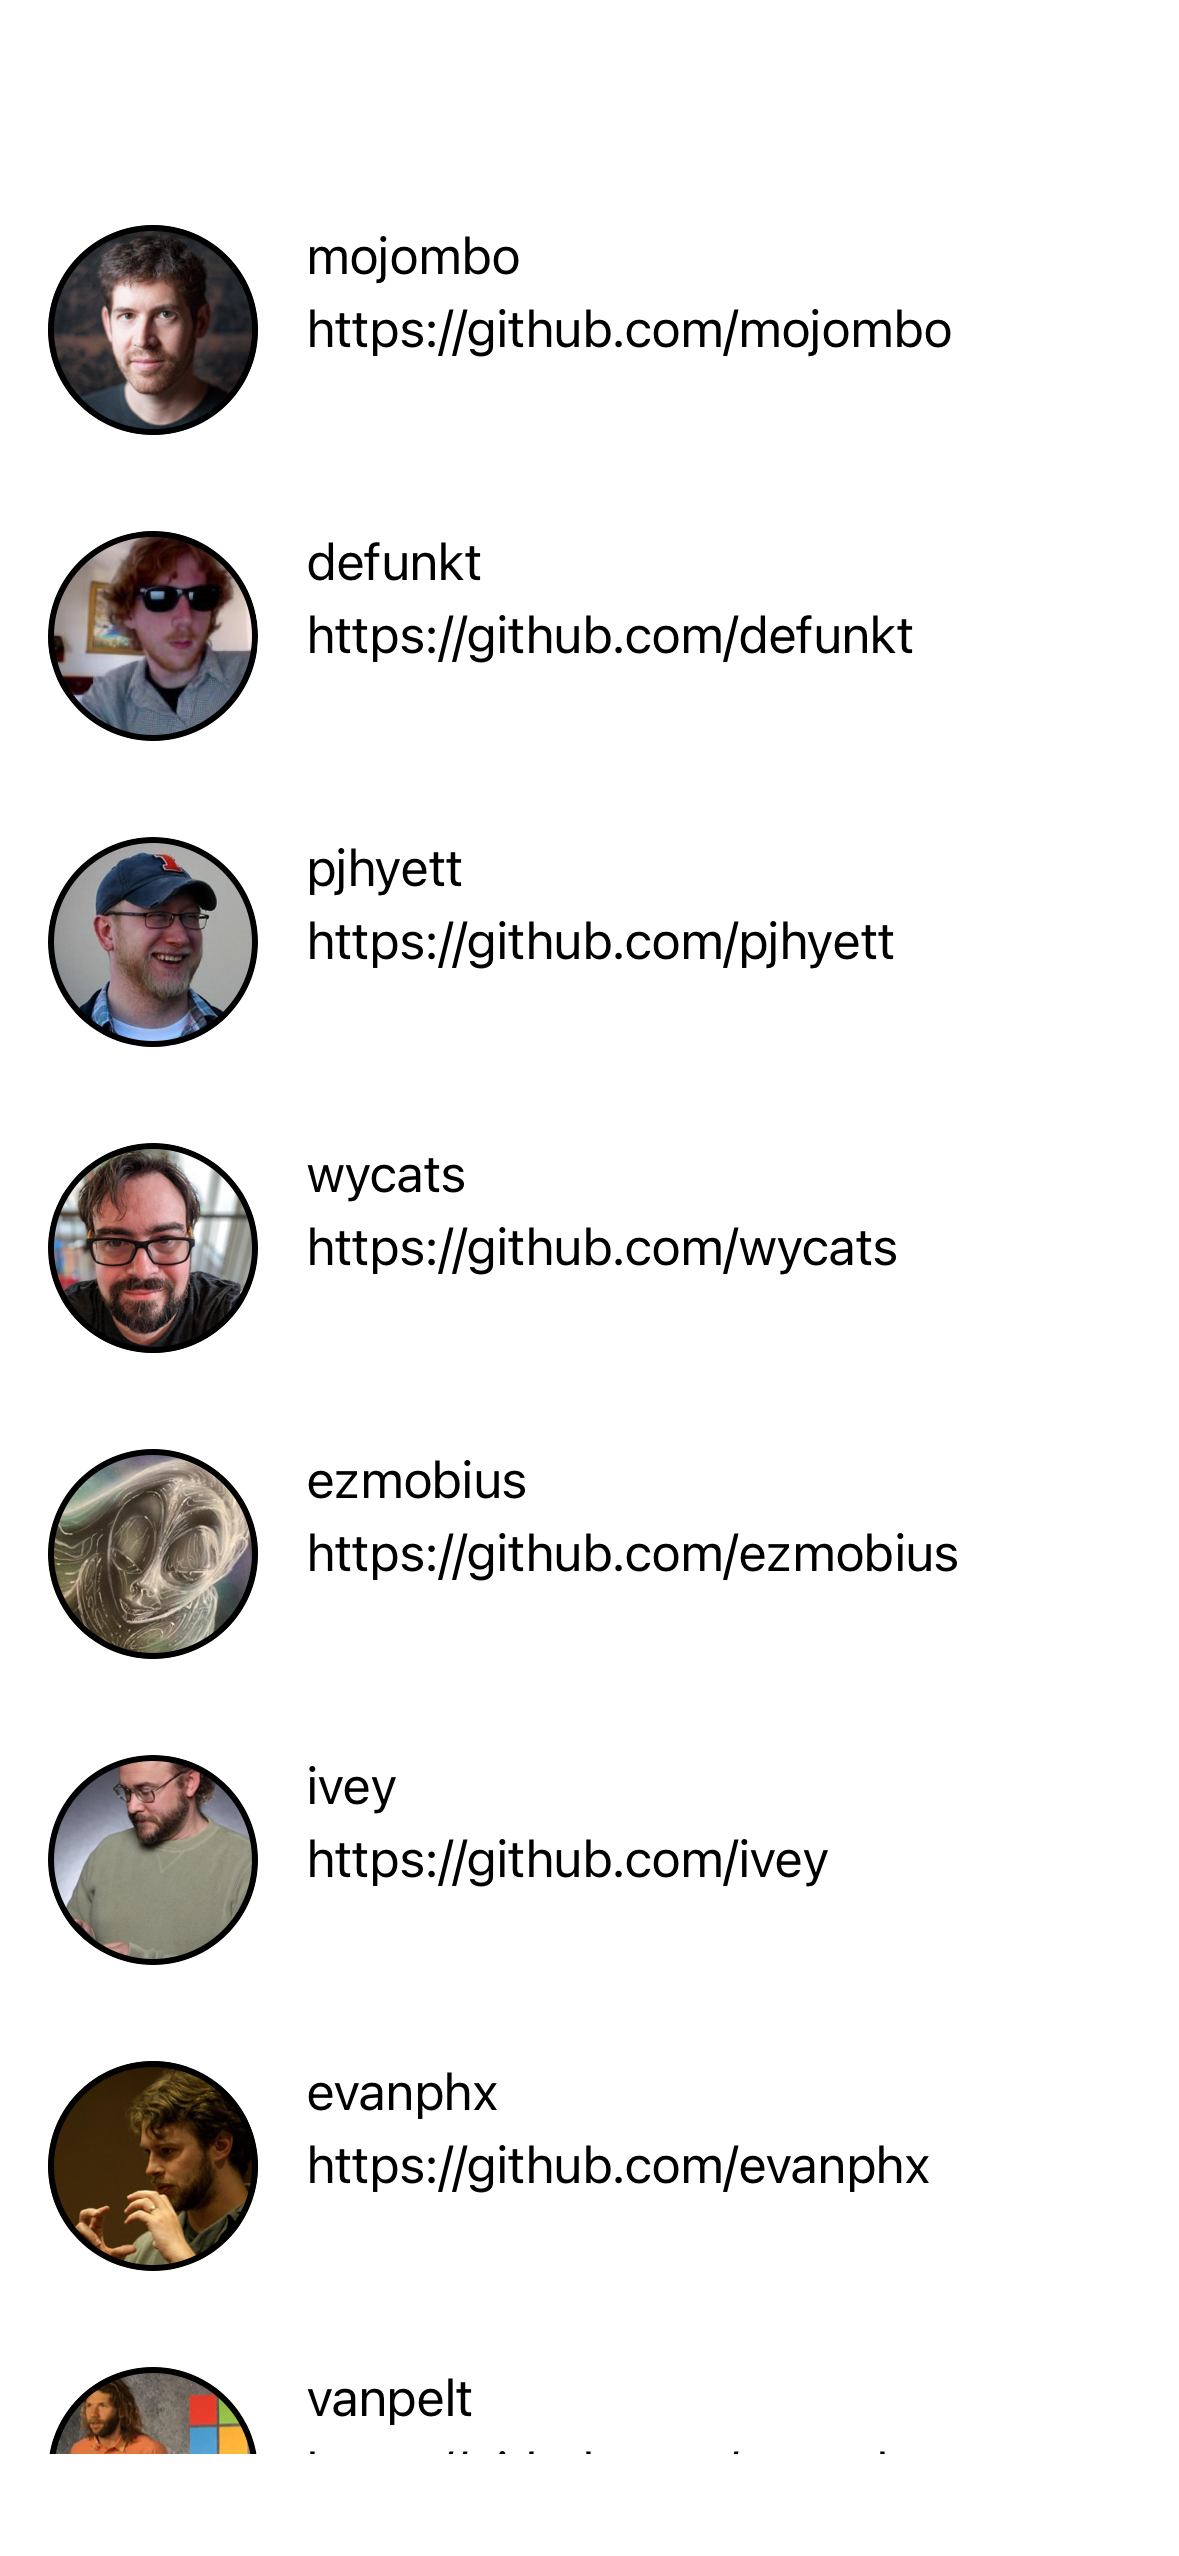 mojombo
https://github.com/mojombo
defunkt
https://github.com/defunkt
pjhyett
https://github.com/pjhyett
wycats
https://github.com/wycats
ezmobius
https://github.com/ezmobius
ivey
https://github.com/ivey
evanphx
https://github.com/evanphx
vanpelt